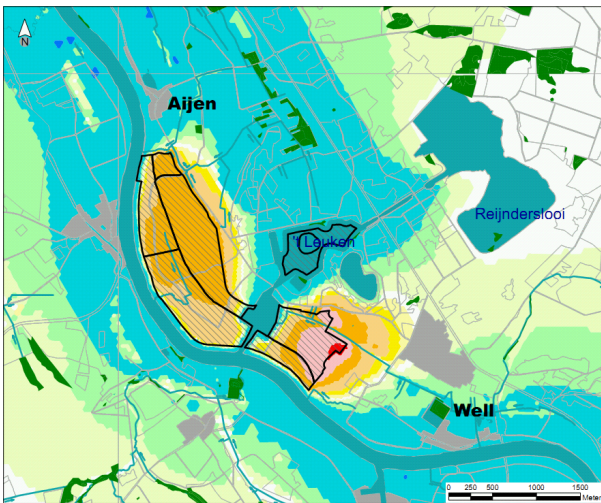 N
Aijen
Reijnderslooi
't Leuken
Well
0 250 500 1000 1500
Meter